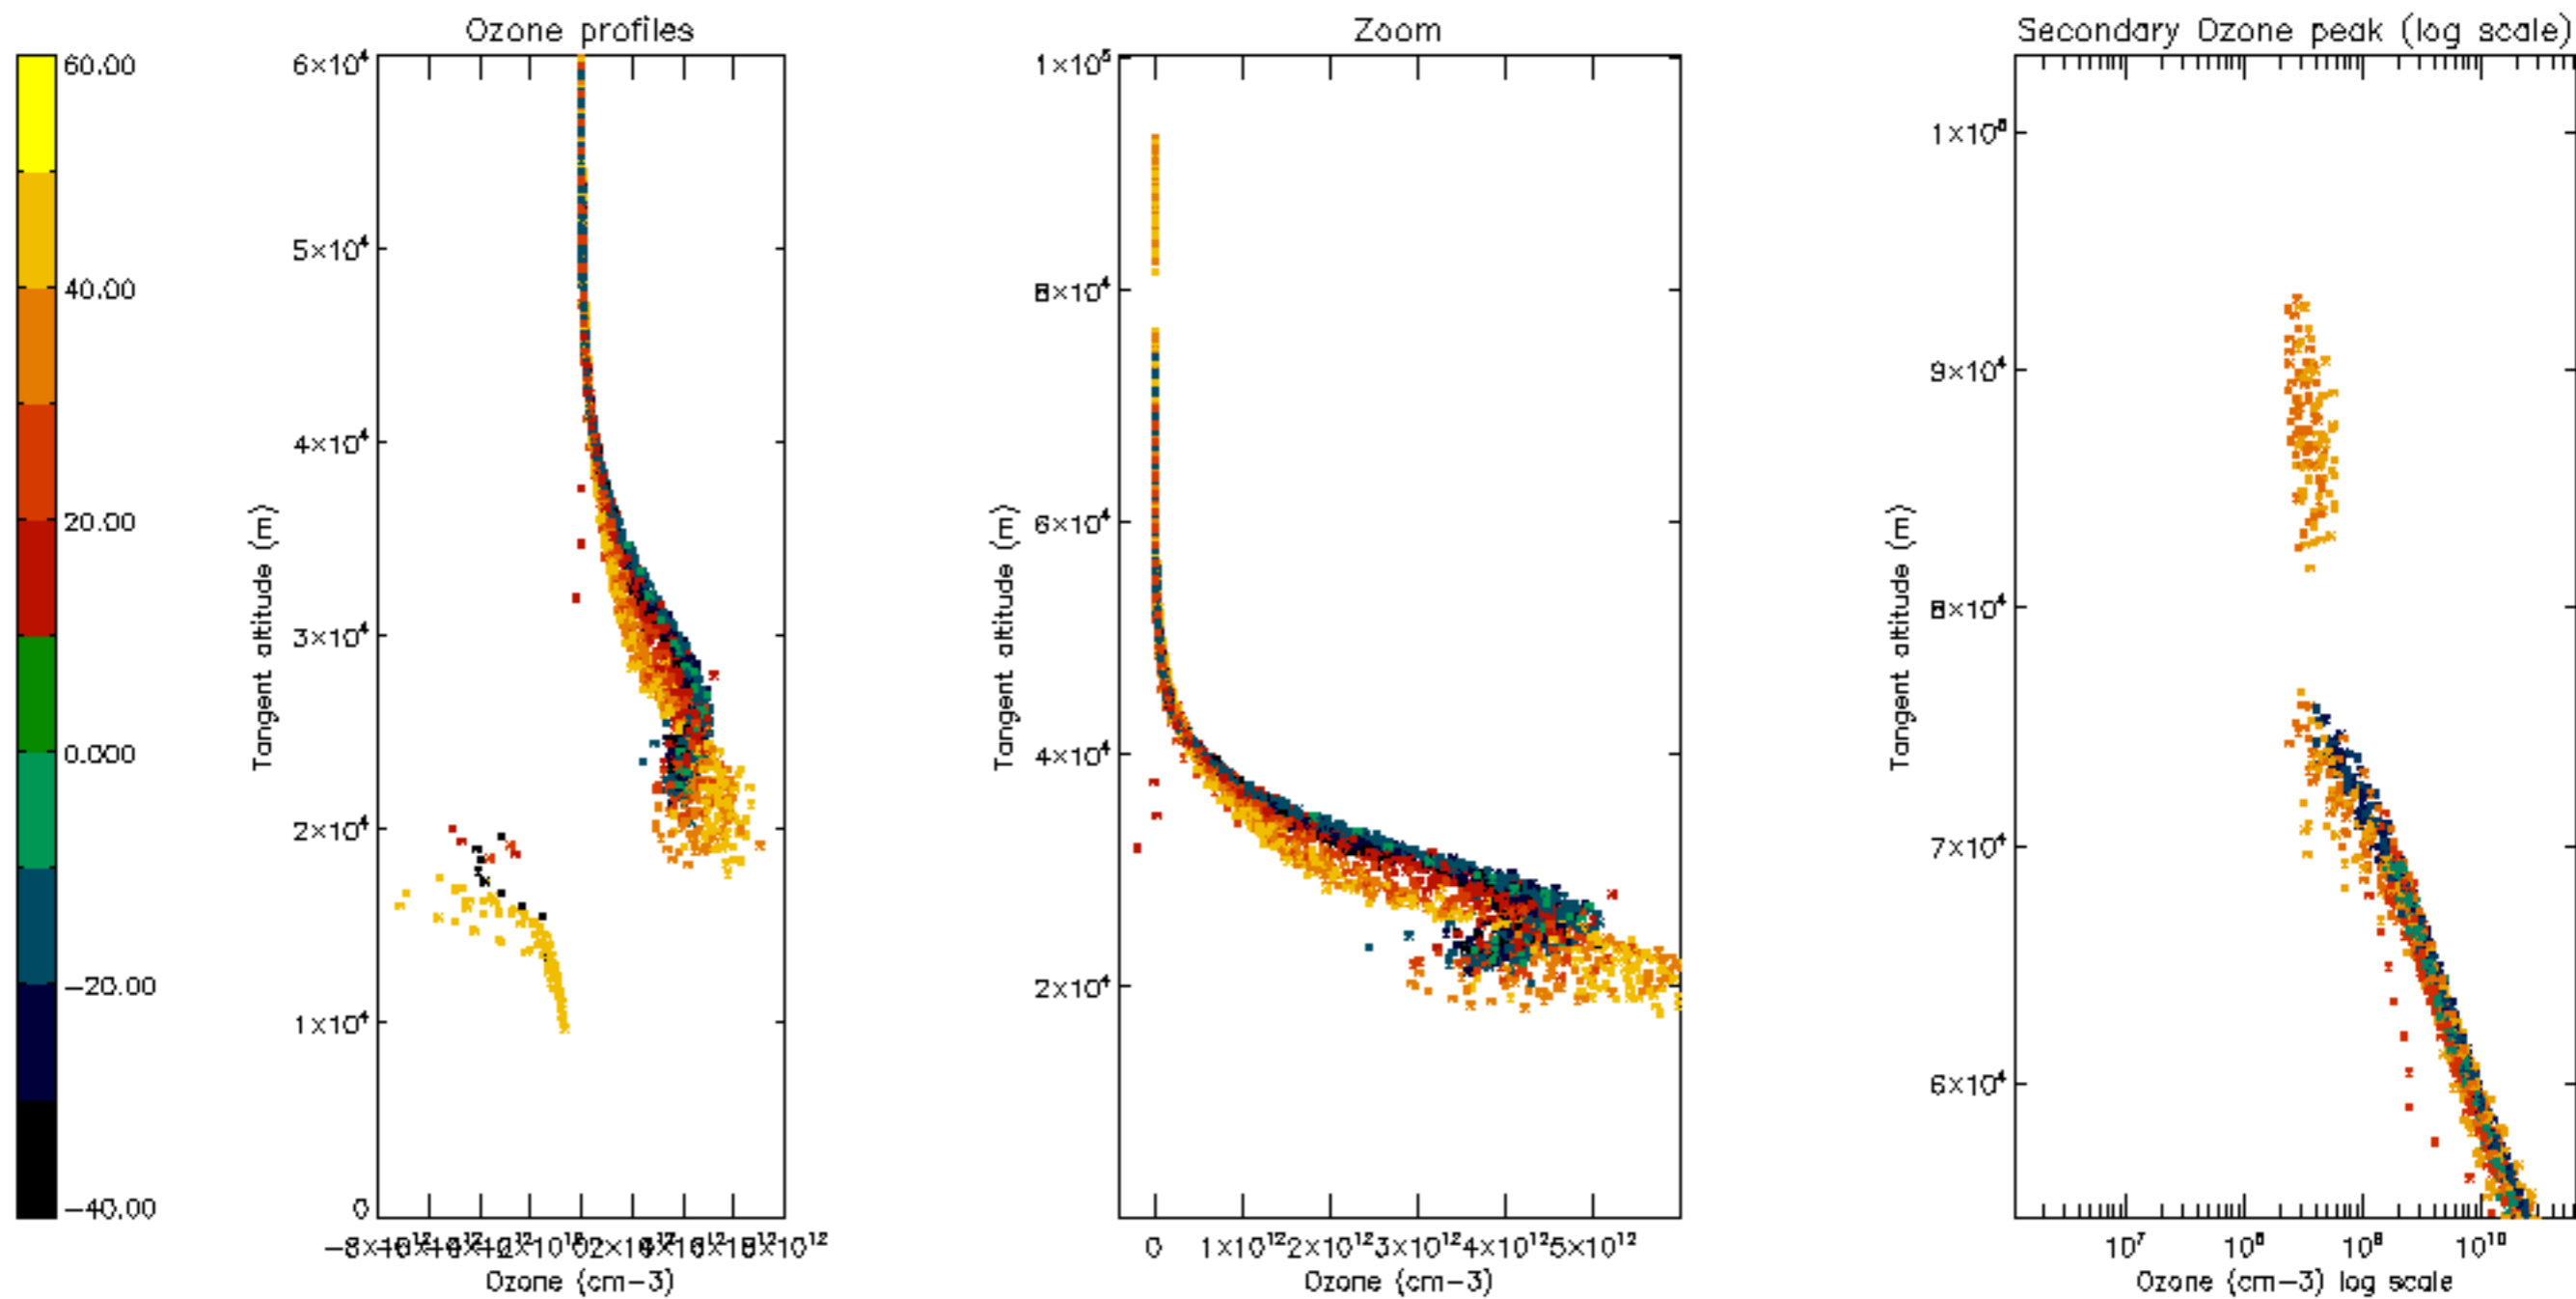 Ozone profiles
Zoom
Secondary Ozone peak (log scale)
60.00
40.00
20.00
0.000
-20.00
-40.00
6×10⁴
5×10⁴
4×10⁴
3×10⁴
2×10⁴
1×10⁴
0
Tangent altitude (m)
Ozone (cm-3)
1×10⁵
8×10⁴
6×10⁴
4×10⁴
2×10⁴
Tangent altitude (m)
0 1×10¹² 2×10¹² 3×10¹² 4×10¹² 5×10¹²
Ozone (cm-3)
9×10⁴
8×10⁴
7×10⁴
6×10⁴
Tangent altitude (m)
10⁷ 10⁸ 10⁹ 10¹⁰
Ozone (cm-3) log scale